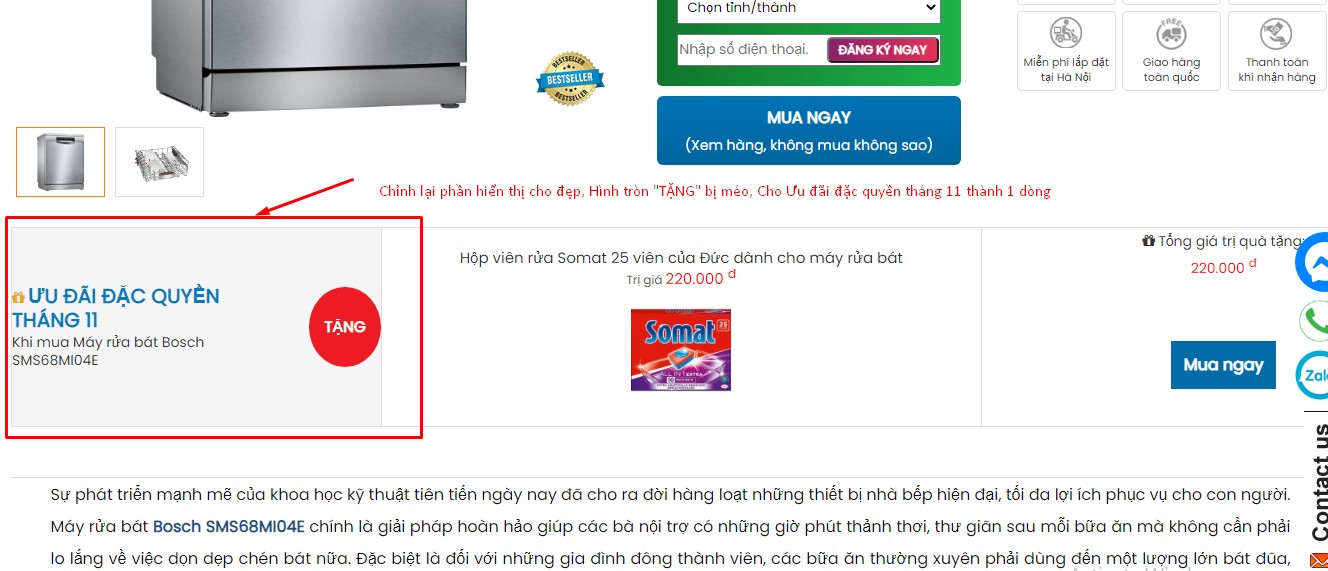 Chọn tỉnh/thành
Nhập số điện thoại.
ĐĂNG KÝ NGAY
FREE
Miễn phí lắp đặt
tại Hà Nội
Giao hàng
toàn quốc
Thanh toán
khi nhận hàng
BESTSELLER
BESTSELLER
BESTSELLER
MUA NGAY
(Xem hàng, không mua không sao)
Chỉnh lại phần hiển thị cho đẹp, Hình tròn "TẶNG" bị méo, Cho Ưu đãi đặc quyền tháng 11 thành 1 dòng
ƯU ĐÃI ĐẶC QUYỀN
THÁNG 11
Khi mua Máy rửa bát Bosch
SMS68MI04E
TẶNG
Hộp viên rửa Somat 25 viên của Đức dành cho máy rửa bát
Trị giá 220.000 đ
Somat
25
ALL IN 1 EXTRA
Tổng giá trị quà tặng:
220.000 đ
Mua ngay
Zalo
Contact us
Sự phát triển mạnh mẽ của khoa học kỹ thuật tiên tiến ngày nay đã cho ra đời hàng loạt những thiết bị nhà bếp hiện đại, tối đa lợi ích phục vụ cho con người.
Máy rửa bát Bosch SMS68MI04E chính là giải pháp hoàn hảo giúp các bà nội trợ có những giờ phút thảnh thơi, thư giãn sau mỗi bữa ăn mà không cần phải
lo lắng về việc dọn dẹp chén bát nữa. Đặc biệt là đối với những gia đình đông thành viên, các bữa ăn thường xuyên phải dùng đến một lượng lớn bát đũa,